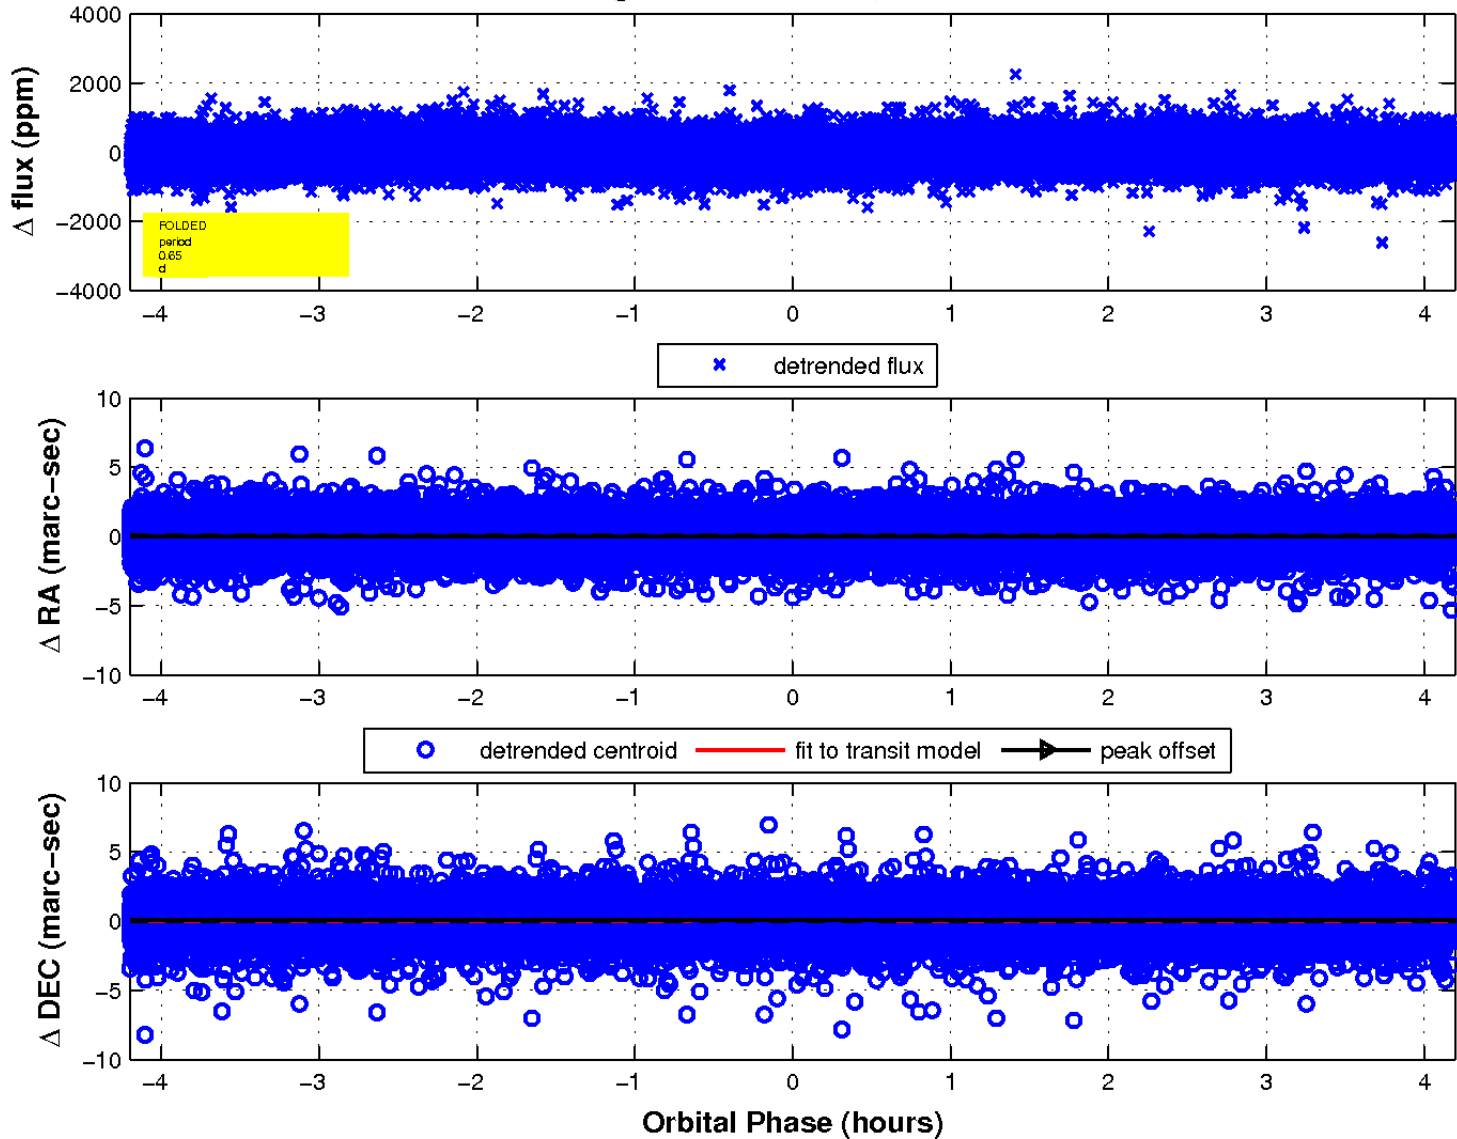 4000
2000
0
−2000
−4000
Δ flux (ppm)
FOLDED
period
0.65
d
−4 −3 −2 −1 0 1 2 3 4
detrended flux
10
5
0
−5
−10
Δ RA (marc−sec)
−4 −3 −2 −1 0 1 2 3 4
detrended centroid fit to transit model peak offset
10
5
0
−5
−10
Δ DEC (marc−sec)
−4 −3 −2 −1 0 1 2 3 4
Orbital Phase (hours)